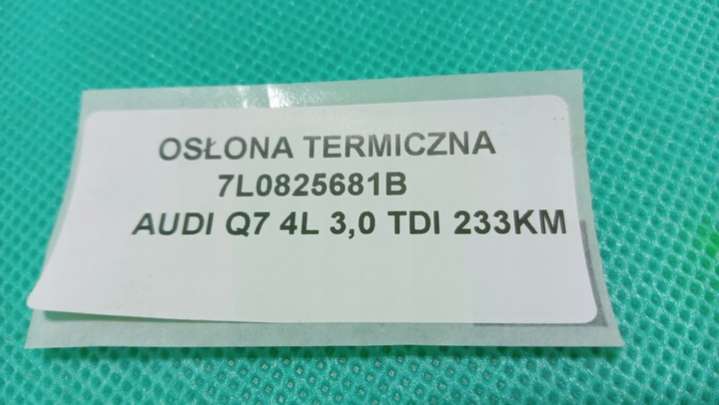 OSŁONA TERMICZNA
7L0825681B
AUDI Q7 4L 3,0 TDI 233KM